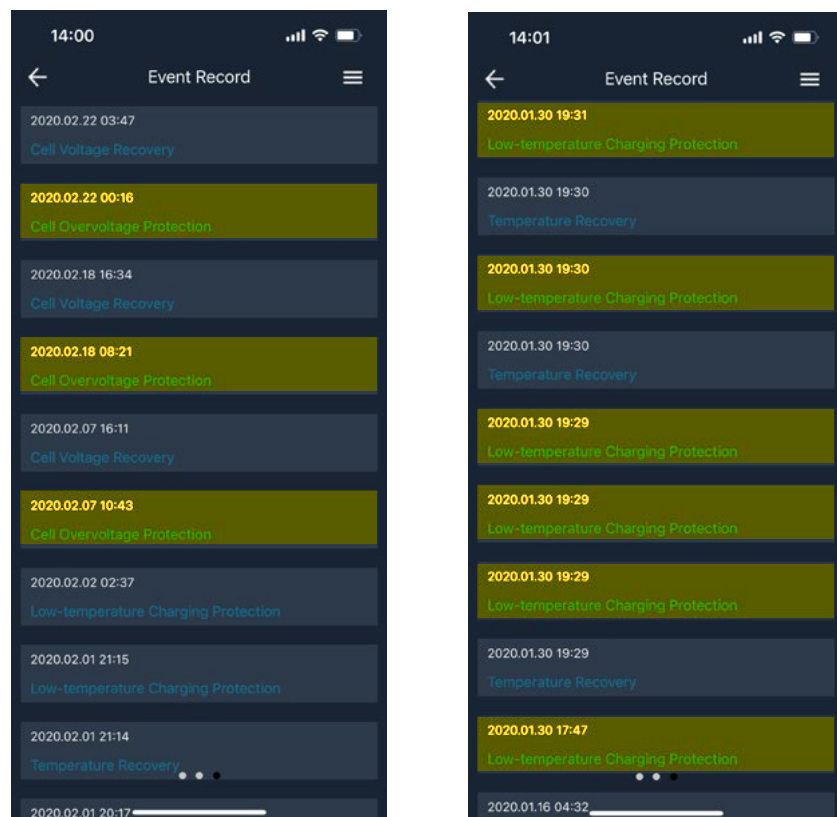 14:00
Event Record
2020.02.22 03:47
Cell Voltage Recovery
2020.02.22 00:16
Cell Overvoltage Protection
2020.02.18 16:34
Cell Voltage Recovery
2020.02.18 08:21
Cell Overvoltage Protection
2020.02.07 16:11
Cell Voltage Recovery
2020.02.07 10:43
Cell Overvoltage Protection
2020.02.02 02:37
Low-temperature Charging Protection
2020.02.01 21:15
Low-temperature Charging Protection
2020.02.01 21:14
Temperature Recovery
2020.02.01 20:17
14:01
Event Record
2020.01.30 19:31
Low-temperature Charging Protection
2020.01.30 19:30
Temperature Recovery
2020.01.30 19:30
Low-temperature Charging Protection
2020.01.30 19:30
Temperature Recovery
2020.01.30 19:29
Low-temperature Charging Protection
2020.01.30 19:29
Low-temperature Charging Protection
2020.01.30 19:29
Low-temperature Charging Protection
2020.01.30 19:29
Temperature Recovery
2020.01.30 17:47
Low-temperature Charging Protection
2020.01.16 04:32